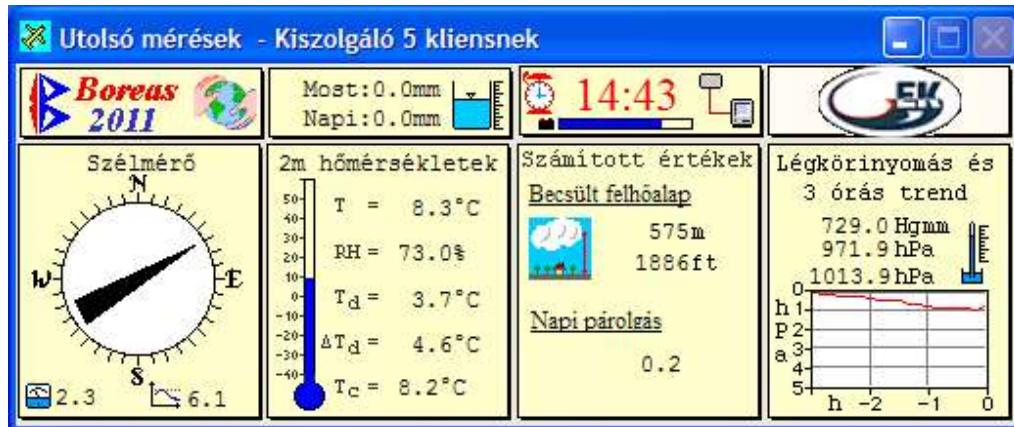 Utolsó mérések - Kiszolgáló 5 kliensnek
Boreas
2011
Most:0.0mm
Napi:0.0mm
14:43
EK
Szélmérő
N
W
E
S
2.3
6.1
2m hőmérsékletek
50
40
30
20
10
0
-10
-20
-30
-40
T = 8.3°C
RH = 73.0%
Td = 3.7°C
ΔTd = 4.6°C
Tc = 8.2°C
Számított értékek
Becsült felhőalap
575m
1886ft
Napi párolgás
0.2
Légkörinyomás és
3 órás trend
729.0 Hgmm
971.9 hPa
1013.9 hPa
hPa
0
1
2
3
4
5
h -2 -1 0